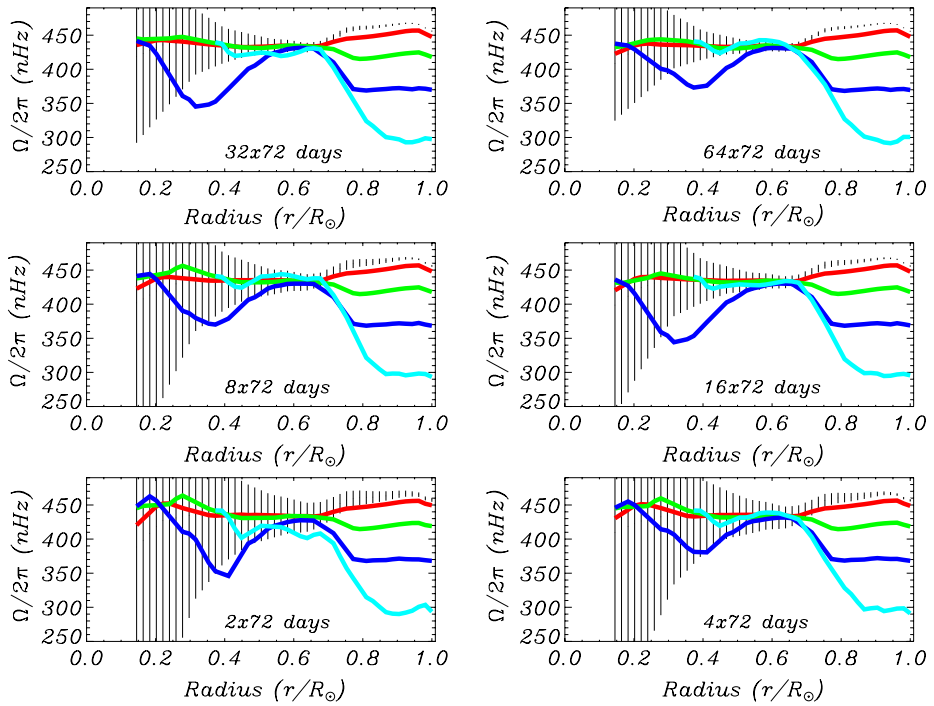 Ω/2π (nHz)
450
400
350
300
250
32x72 days
0.0 0.2 0.4 0.6 0.8 1.0
Radius (r/R☉)
Ω/2π (nHz)
450
400
350
300
250
64x72 days
0.0 0.2 0.4 0.6 0.8 1.0
Radius (r/R☉)
Ω/2π (mHz)
450
400
350
300
250
8x72 days
0.0 0.2 0.4 0.6 0.8 1.0
Radius (r/R☉)
Ω/2π (nHz)
450
400
350
300
250
16x72 days
0.0 0.2 0.4 0.6 0.8 1.0
Radius (r/R☉)
Ω/2π (nHz)
450
400
350
300
250
2x72 days
0.0 0.2 0.4 0.6 0.8 1.0
Radius (r/R☉)
Ω/2π (nHz)
450
400
350
300
250
4x72 days
0.0 0.2 0.4 0.6 0.8 1.0
Radius (r/R☉)